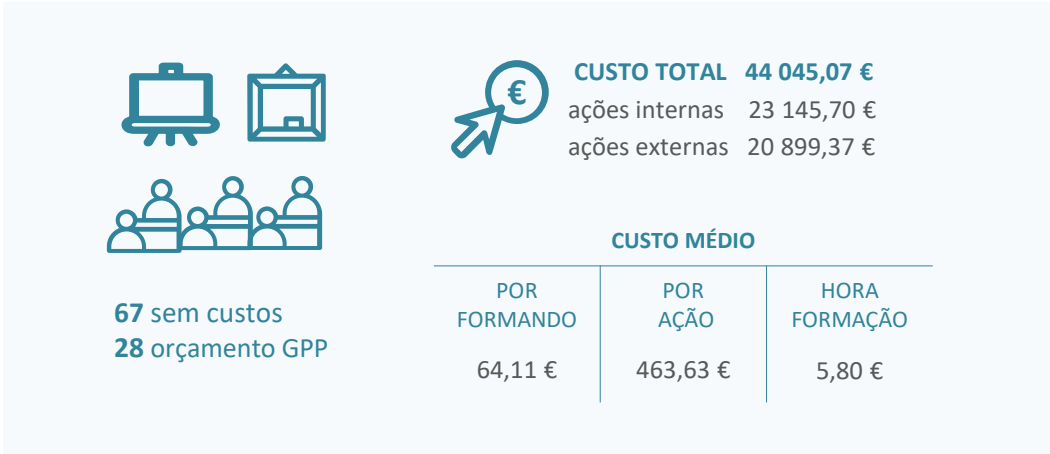 €
CUSTO TOTAL 44 045,07 €
ações internas 23 145,70 €
ações externas 20 899,37 €
67 sem custos
28 orçamento GPP
CUSTO MÉDIO
POR FORMANDO
POR AÇÃO
HORA FORMAÇÃO
64,11 €
463,63 €
5,80 €